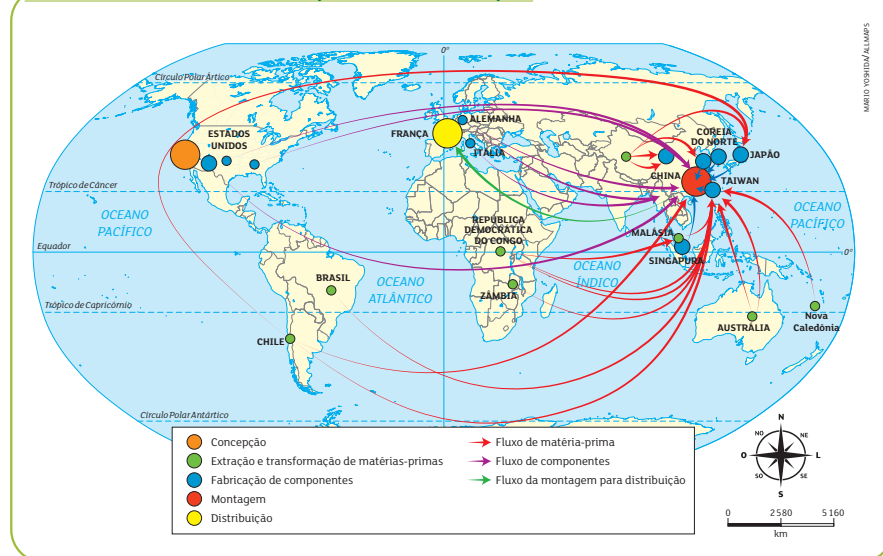 MARIO YOSHIDA/ALLMAPS
0°
Círculo Polar Ártico
ESTADOS
UNIDOS
FRANÇA
ALEMANHA
ITÁLIA
COREIA
DO NORTE
JAPÃO
CHINA
TAIWAN
Trópico de Câncer
OCEANO
PACÍFICO
OCEANO
PACÍFICO
REPÚBLICA
DEMOCRÁTICA
DO CONGO
MALÁSIA
SINGAPURA
Equador
0°
BRASIL
OCEANO
ATLÂNTICO
OCEANO
ÍNDICO
ZÂMBIA
Trópico de Capricórnio
CHILE
AUSTRÁLIA
Nova
Caledônia
Círculo Polar Antártico
Concepção
Extração e transformação de matérias-primas
Fabricação de componentes
Montagem
Distribuição
Fluxo de matéria-prima
Fluxo de componentes
Fluxo da montagem para distribuição
N
NO
NE
O
L
SO
SE
S
0 2 580 5 160
km